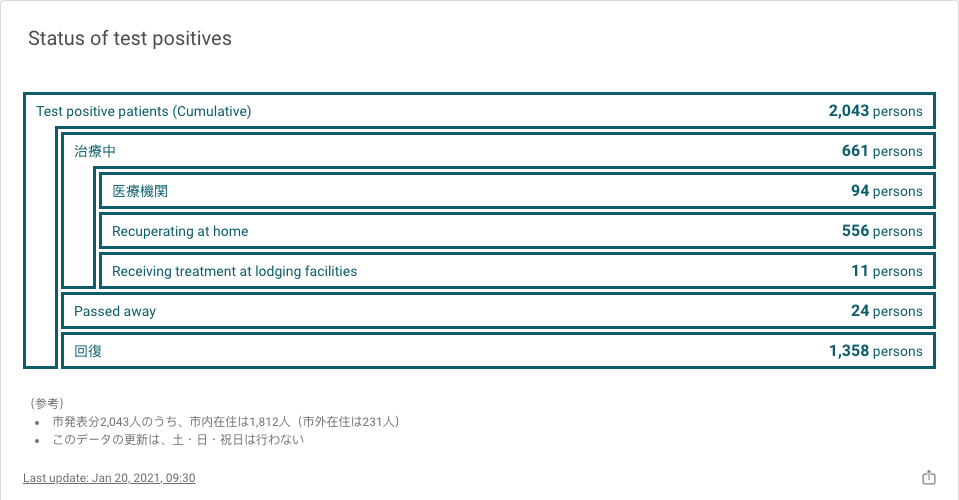 Status of test positives
Test positive patients (Cumulative) 2,043 persons
治療中 661 persons
医療機関 94 persons
Recuperating at home 556 persons
Receiving treatment at lodging facilities 11 persons
Passed away 24 persons
回復 1,358 persons
(参考)
• 市発表分2,043人のうち、市内在住は1,812人（市外在住は231人）
• このデータの更新は、土・日・祝日は行わない
Last update: Jan 20, 2021, 09:30